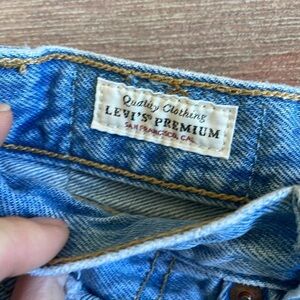 Quality Clothing
LEVI'S® PREMIUM
SAN FRANCISCO, CAL.